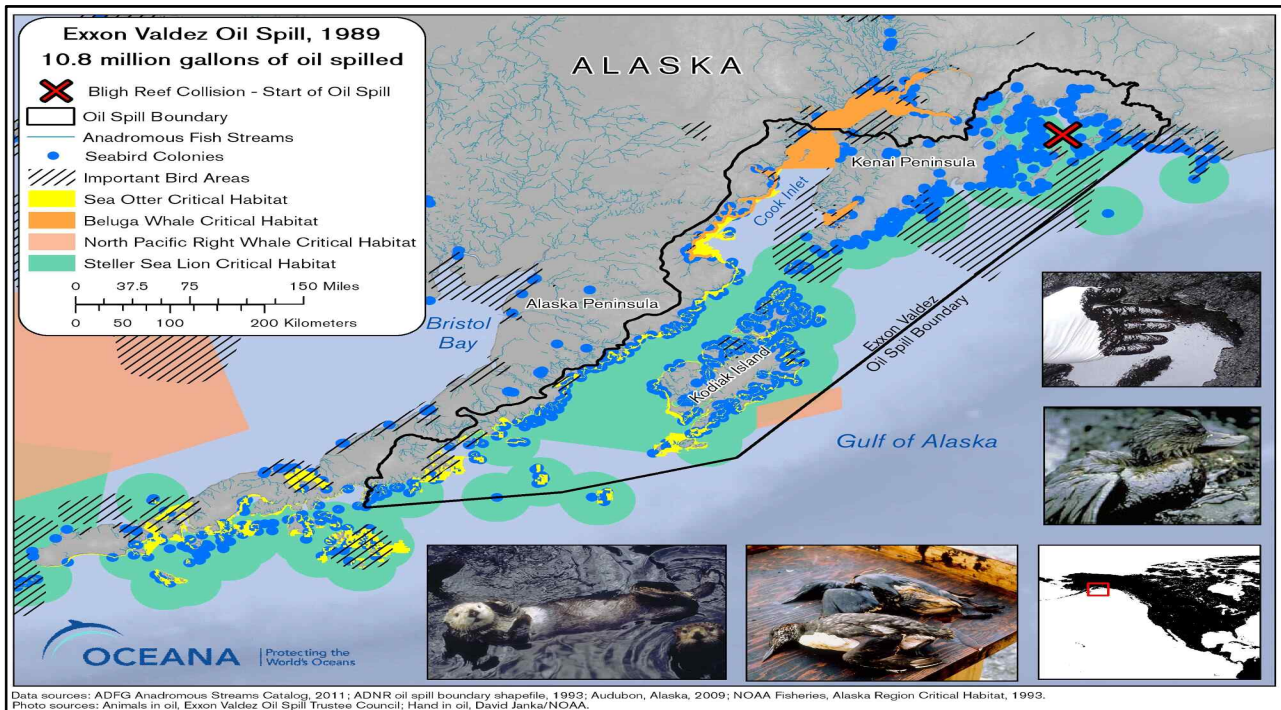 Exxon Valdez Oil Spill, 1989
10.8 million gallons of oil spilled
Bligh Reef Collision - Start of Oil Spill
Oil Spill Boundary
Anadromous Fish Streams
Seabird Colonies
Important Bird Areas
Sea Otter Critical Habitat
Beluga Whale Critical Habitat
North Pacific Right Whale Critical Habitat
Steller Sea Lion Critical Habitat
0 37.5 75 150 Miles
0 50 100 200 Kilometers
ALASKA
Kenai Peninsula
Cook Inlet
Alaska Peninsula
Bristol
Bay
Kodiak Island
Exxon Valdez
Oil Spill Boundary
Gulf of Alaska
OCEANA
Protecting the
World's Oceans
Data sources: ADFG Anadromous Streams Catalog, 2011; ADNR oil spill boundary shapefile, 1993; Audubon, Alaska, 2009; NOAA Fisheries, Alaska Region Critical Habitat, 1993.
Photo sources: Animals in oil, Exxon Valdez Oil Spill Trustee Council; Hand in oil, David Janka/NOAA.